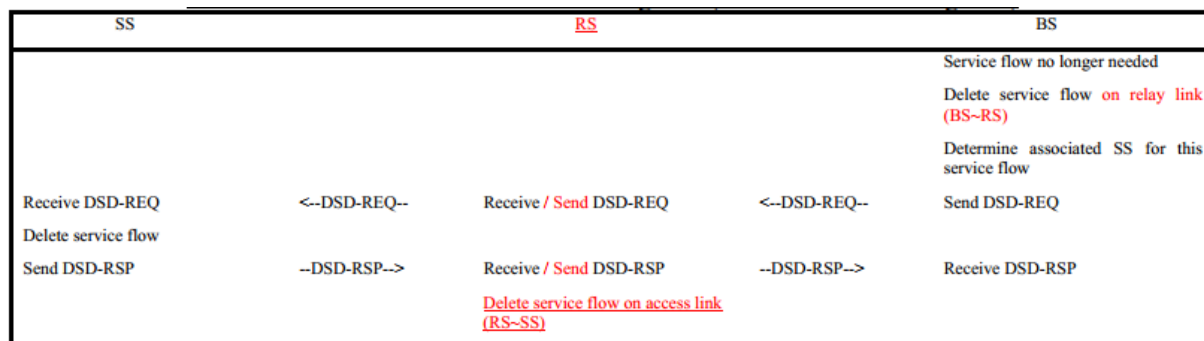 SS RS BS
Service flow no longer needed
Delete service flow on relay link
(BS~RS)
Determine associated SS for this
service flow
Receive DSD-REQ <--DSD-REQ-- Receive / Send DSD-REQ <--DSD-REQ-- Send DSD-REQ
Delete service flow
Send DSD-RSP --DSD-RSP--> Receive / Send DSD-RSP --DSD-RSP--> Receive DSD-RSP
Delete service flow on access link
(RS~SS)